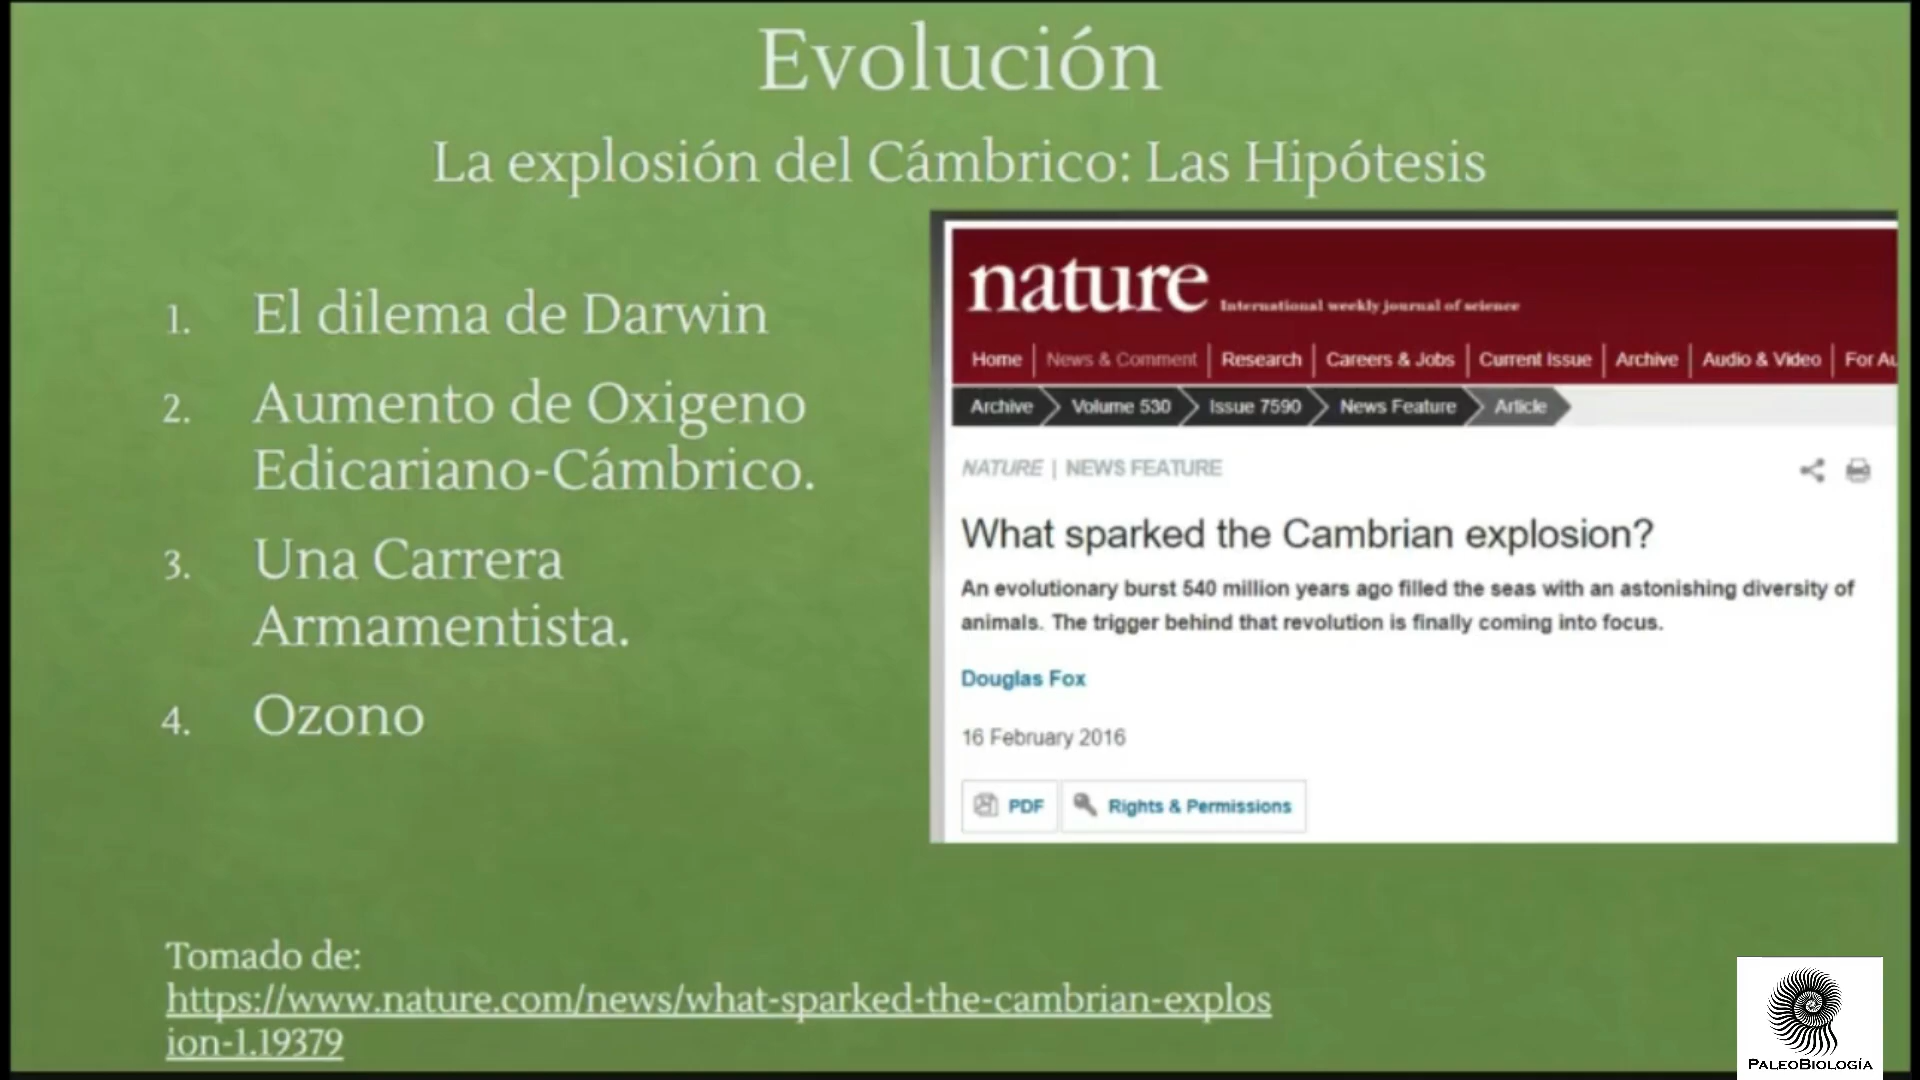 Evolución
La explosión del Cámbrico: Las Hipótesis
1. El dilema de Darwin
2. Aumento de Oxigeno
Edicariano-Cámbrico.
3. Una Carrera
Armamentista.
4. Ozono
nature International weekly journal of science
Home News & Comment Research Careers & Jobs Current Issue Archive Audio & Video For Au
Archive Volume 530 Issue 7590 News Feature Article
NATURE | NEWS FEATURE
What sparked the Cambrian explosion?
An evolutionary burst 540 million years ago filled the seas with an astonishing diversity of
animals. The trigger behind that revolution is finally coming into focus.
Douglas Fox
16 February 2016
PDF Rights & Permissions
Tomado de:
https://www.nature.com/news/what-sparked-the-cambrian-explos
ion-1.19379
PALEOBIOLOGÍA